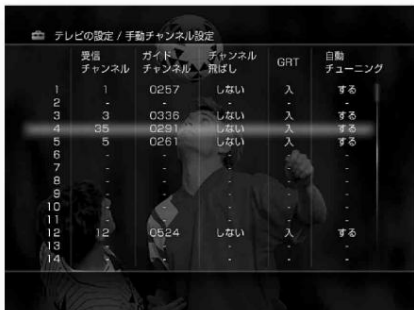 テレビの設定 / 手動チャンネル設定
受信チャンネル ガイドチャンネル チャンネル飛ばし GRT 自動チューニング
1 1 0257 しない 入 する
2 - - - - -
3 3 0336 しない 入 する
4 35 0291 しない 入 する
5 5 0261 しない 入 する
6 - - - - -
7 - - - - -
8 - - - - -
9 - - - - -
10 - - - - -
11 - - - - -
12 12 0524 しない 入 する
13 - - - - -
14 - - - - -